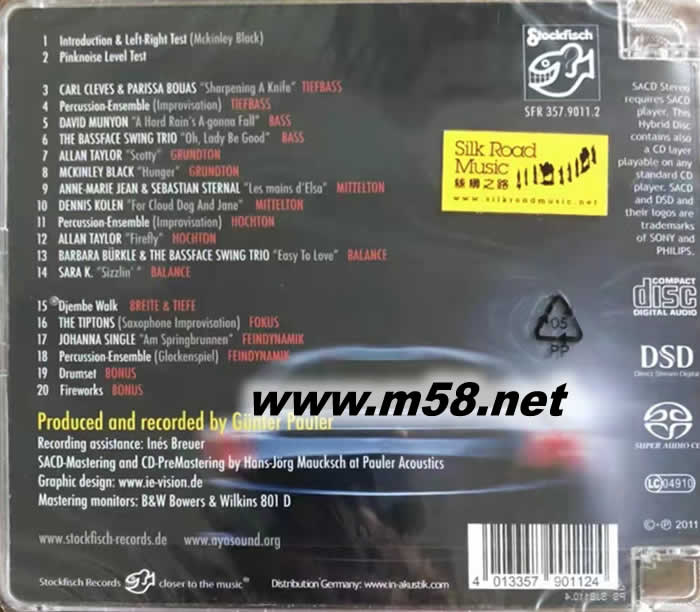 1 Introduction & Left-Right Test (Mckinley Black)
2 Pinknoise Level Test
3 CARL CLEVES & PARISSA BOUAS "Sharpening A Knife" TIEFBASS
4 Percussion-Ensemble (Improvisation) TIEFBASS
5 DAVID MUNYON "A Hard Rain's A-gonna Fall" BASS
6 THE BASSFACE SWING TRIO "Oh, Lady Be Good" BASS
7 ALLAN TAYLOR "Scotty" GRUNDTON
8 MCKINLEY BLACK "Hunger" GRUNDTON
9 ANNE-MARIE JEAN & SEBASTIAN STERNAL "Les mains d'Elsa" MITTELTON
10 DENNIS KOLEN "For Cloud Dog And Jane" MITTELTON
11 Percussion-Ensemble (Improvisation) HOCHTON
12 ALLAN TAYLOR "Firefly" HOCHTON
13 BARBARA BÜRKLE & THE BASSFACE SWING TRIO "Easy To Love" BALANCE
14 SARA K. "Sizzlin'" BALANCE
15 Djembe Walk BREITE & TIEFE
16 THE TIPTONS (Saxophone Improvisation) FOKUS
17 JOHANNA SINGLE "Am Springbrunnen" FEINDYNAMIK
18 Percussion-Ensemble (Glockenspiel) FEINDYNAMIK
19 Drumset BONUS
20 Fireworks BONUS
www.m58.net
Produced and recorded by Günter Pauler
Recording assistance: Inés Breuer
SACD-Mastering and CD-PreMastering by Hans-Jörg Maucksch at Pauler Acoustics
Graphic design: www.ie-vision.de
Mastering monitors: B&W Bowers & Wilkins 801 D
www.stockfisch-records.de www.ayasound.org
Stockfisch Records closer to the music® Distribution Germany: www.in-akustik.com
Stockfisch
SFR 357.9011.2
Silk Road
Music
絲綢之路
www.silkroadmusic.net
SACD Stereo
requires SACD
player. This
Hybrid Disc
contains also
a CD layer
playable on any
standard CD
player. SACD
and DSD and
their logos are
trademarks
of SONY and
PHILIPS.
COMPACT
disc
DIGITAL AUDIO
05
PP
DSD
Direct Stream Digital
SUPER AUDIO CD
LC 04910
©+℗ 2011
4 013357 901124